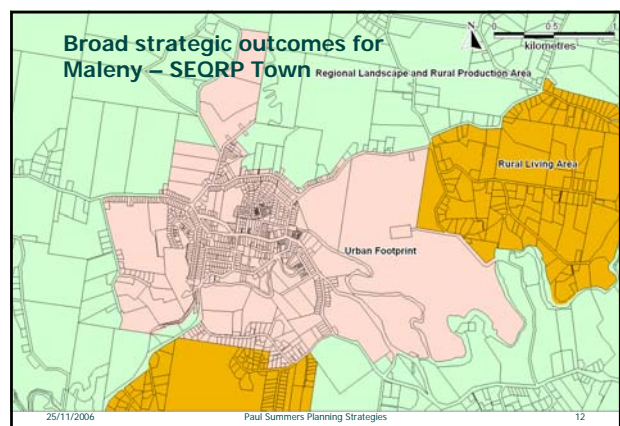 Broad strategic outcomes for
Maleny – SEQRP Town
N
0 0.5 1
kilometres
Regional Landscape and Rural Production Area
Rural Living Area
Urban Footprint
25/11/2006 Paul Summers Planning Strategies 12